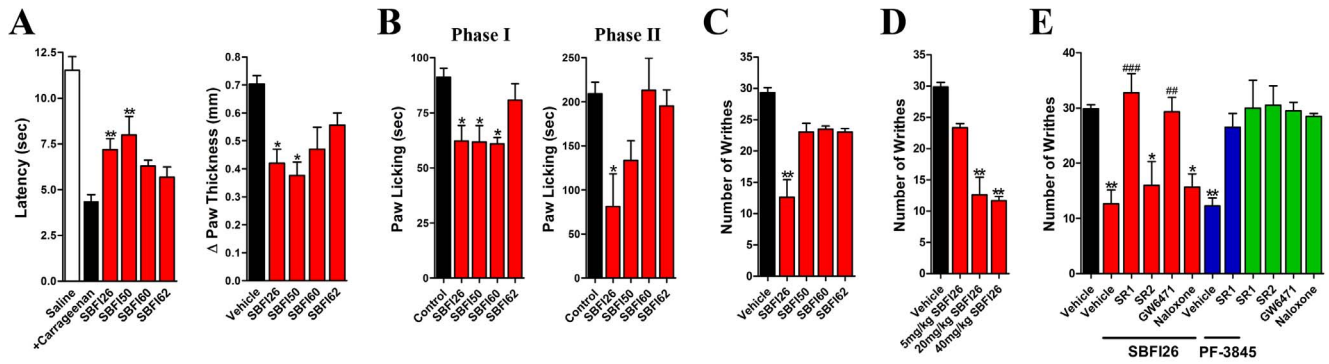 A
Latency (sec)
12.5
10.0
7.5
5.0
2.5
0.0
Saline
+Carrageenan
SBFI26
SBFI50
SBFI60
SBFI62
**
**
Δ Paw Thickness (mm)
0.8
0.7
0.6
0.5
0.4
0.3
0.2
0.1
0.0
Vehicle
SBFI26
SBFI50
SBFI60
SBFI62
*
*
B
Phase I
Paw Licking (sec)
100
75
50
25
0
Control
SBFI26
SBFI50
SBFI60
SBFI62
*
*
*
Phase II
Paw Licking (sec)
250
200
150
100
50
0
Control
SBFI26
SBFI50
SBFI60
SBFI62
*
C
Number of Writhes
35
30
25
20
15
10
5
0
Vehicle
SBFI26
SBFI50
SBFI60
SBFI62
**
D
Number of Writhes
35
30
25
20
15
10
5
0
Vehicle
5mg/kg SBFI26
20mg/kg SBFI26
40mg/kg SBFI26
**
**
E
Number of Writhes
40
30
20
10
0
**
###
*
##
*
**
Vehicle
Vehicle
SR1
SR2
GW6471
Naloxone
Vehicle
SR1
SR1
SR2
GW6471
Naloxone
SBFI26
PF-3845